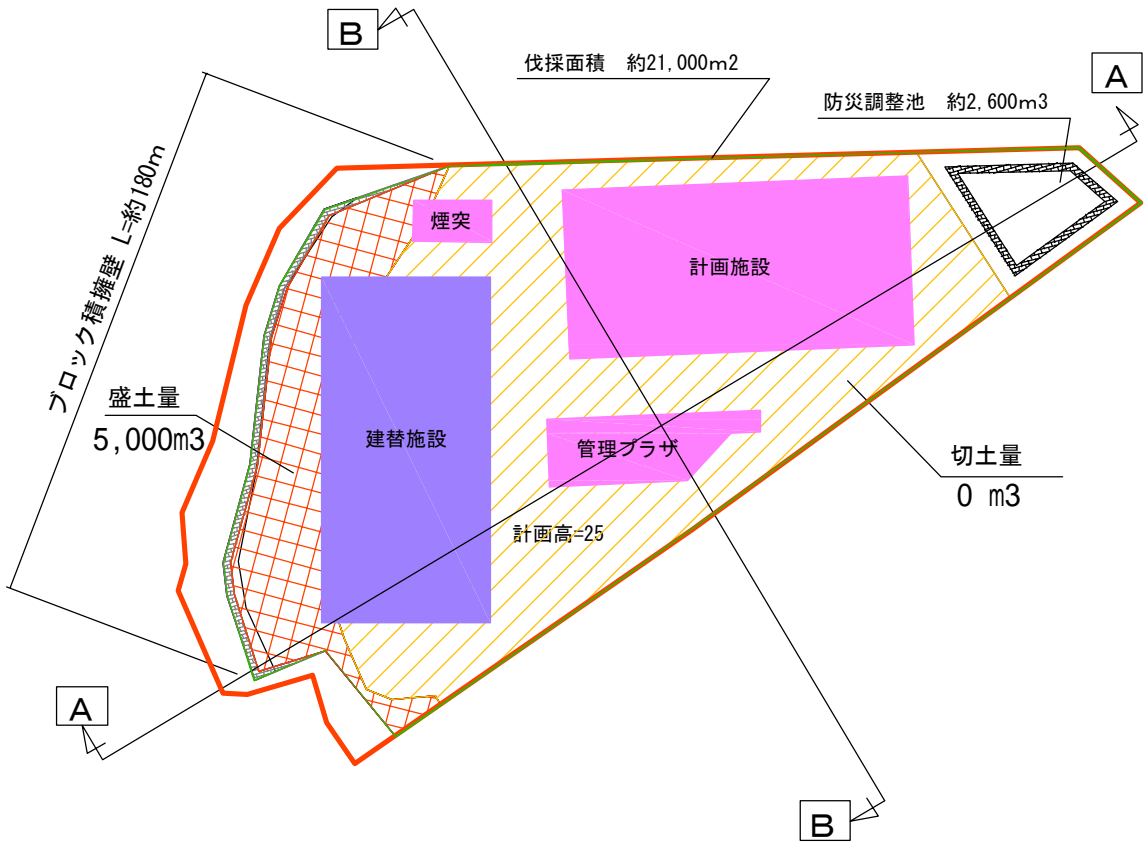 B
伐採面積　約21,000m2
A
防災調整池　約2,600m3
煙突
計画施設
ブロック積擁壁 L=約180m
盛土量
5,000m3
建替施設
管理プラザ
切土量
0 m3
計画高=25
A
B